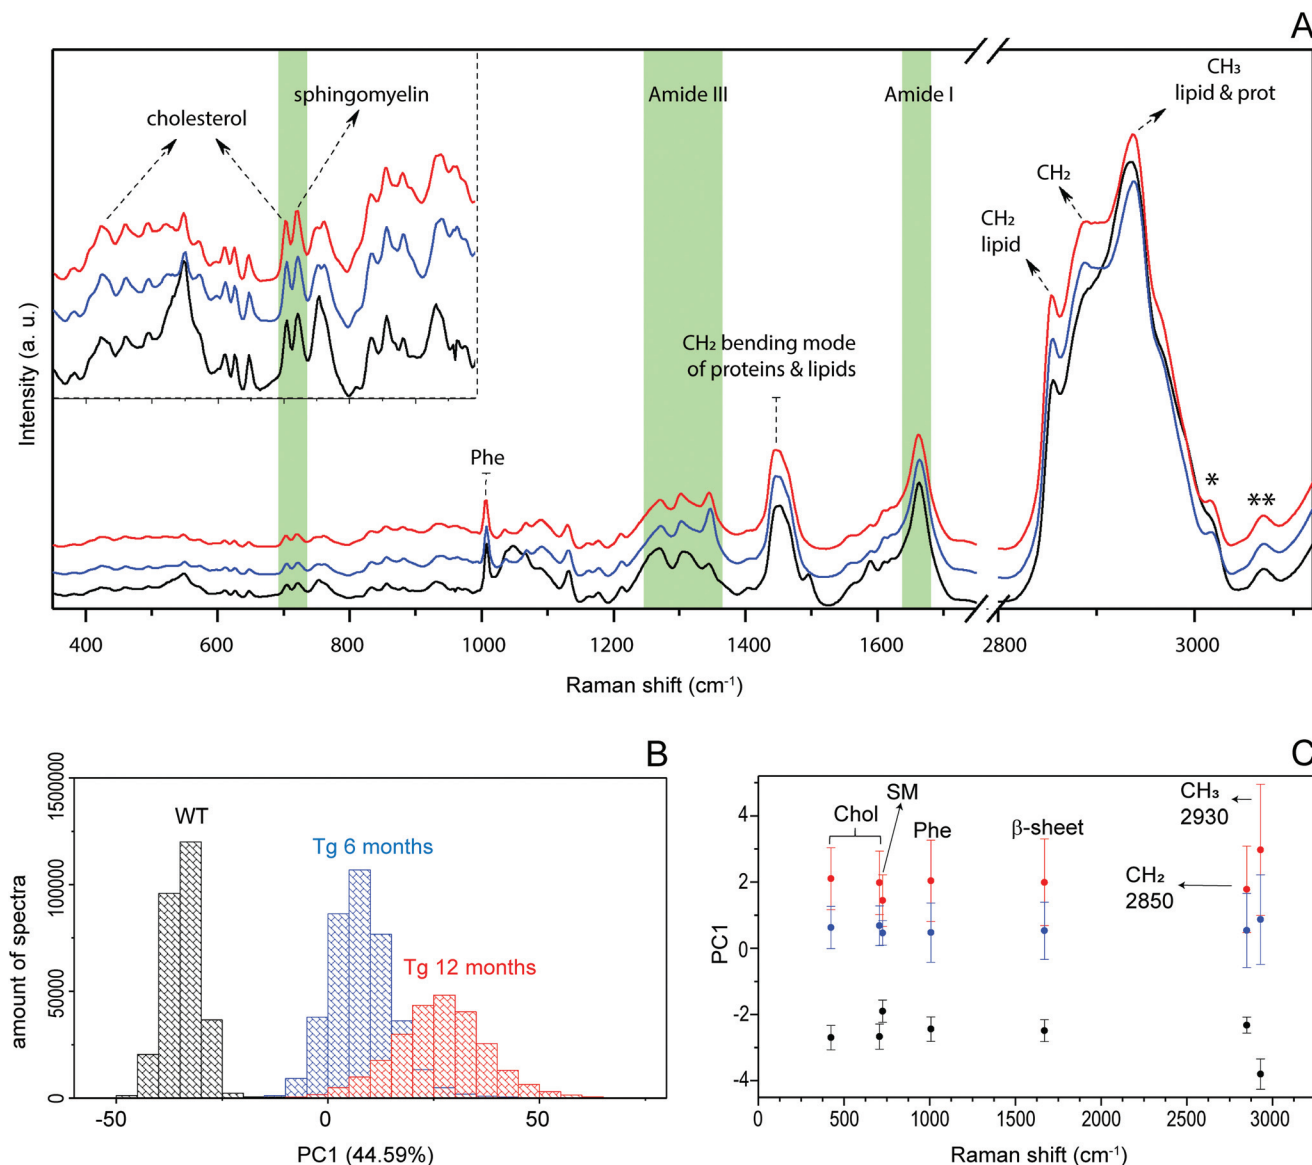 A
cholesterol
sphingomyelin
Amide III
Amide I
CH₃
lipid & prot
CH₂
CH₂
lipid
CH₂ bending mode
of proteins & lipids
Phe
*
**
Intensity (a. u.)
400 600 800 1000 1200 1400 1600 2800 3000
Raman shift (cm⁻¹)
B
1500000
100000
50000
0
amount of spectra
WT
Tg 6 months
Tg 12 months
-50 0 50
PC1 (44.59%)
C
4
2
0
-2
-4
PC1
Chol
SM
Phe
β-sheet
CH₃
2930
CH₂
2850
0 500 1000 1500 2000 2500 3000
Raman shift (cm⁻¹)